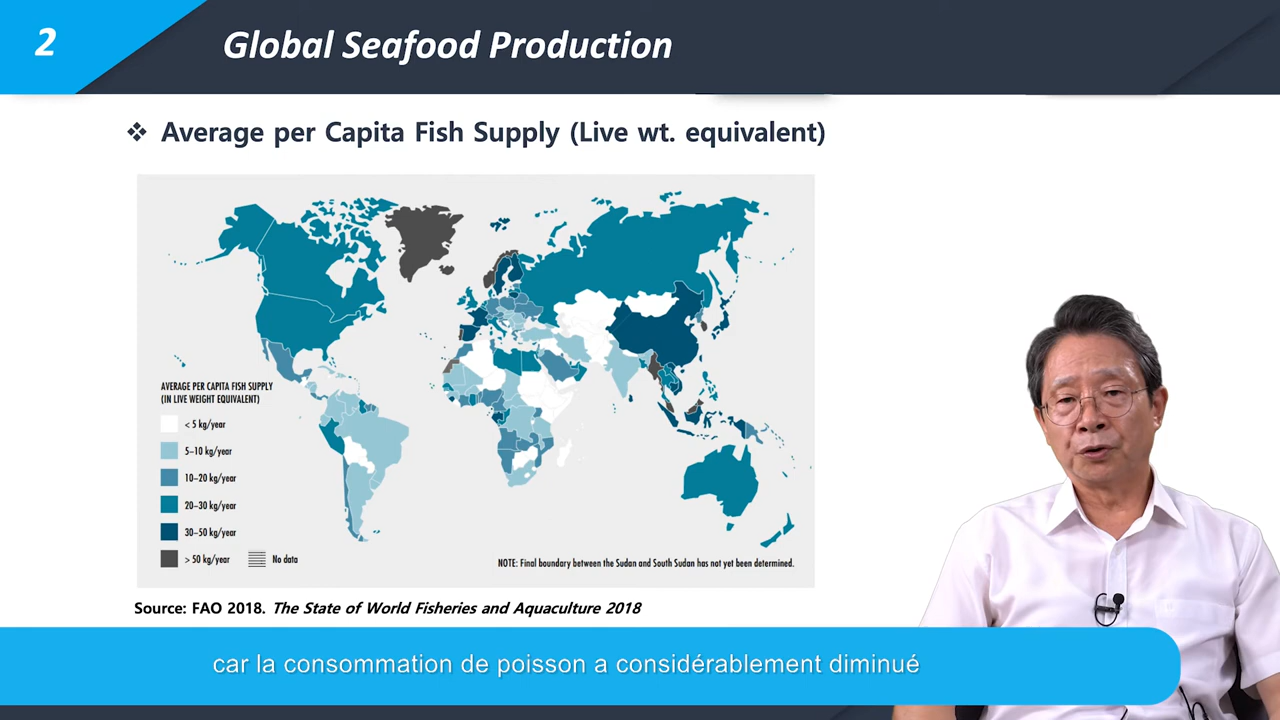 2
Global Seafood Production
❖ Average per Capita Fish Supply (Live wt. equivalent)
AVERAGE PER CAPITA FISH SUPPLY
(IN LIVE WEIGHT EQUIVALENT)
< 5 kg/year
5–10 kg/year
10–20 kg/year
20–30 kg/year
30–50 kg/year
> 50 kg/year
No data
NOTE: Final boundary between the Sudan and South Sudan has not yet been determined.
Source: FAO 2018. The State of World Fisheries and Aquaculture 2018
car la consommation de poisson a considérablement diminué